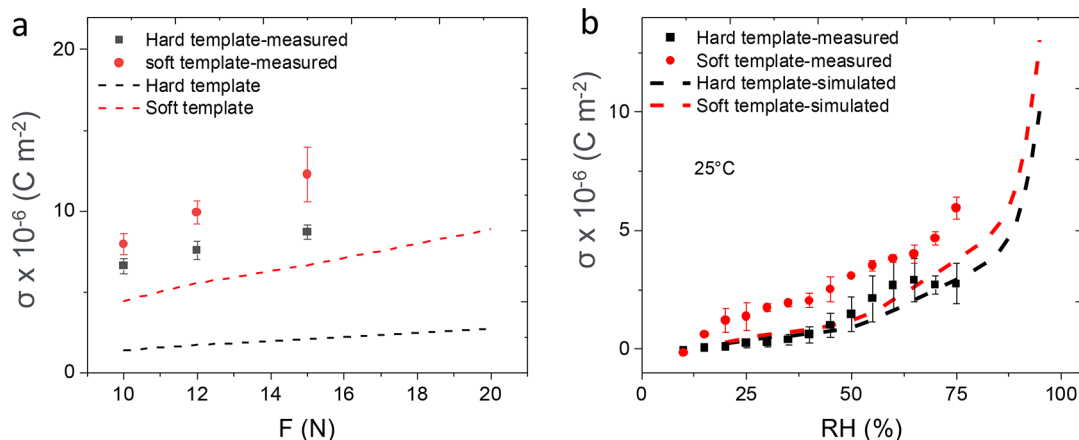 a
Hard template-measured
soft template-measured
Hard template
Soft template
20
10
0
σ x 10⁻⁶ (C m⁻²)
10
12
14
16
18
20
F (N)
b
Hard template-measured
Soft template-measured
Hard template-simulated
Soft template-simulated
25°C
10
5
0
σ x 10⁻⁶ (C m⁻²)
0
25
50
75
100
RH (%)